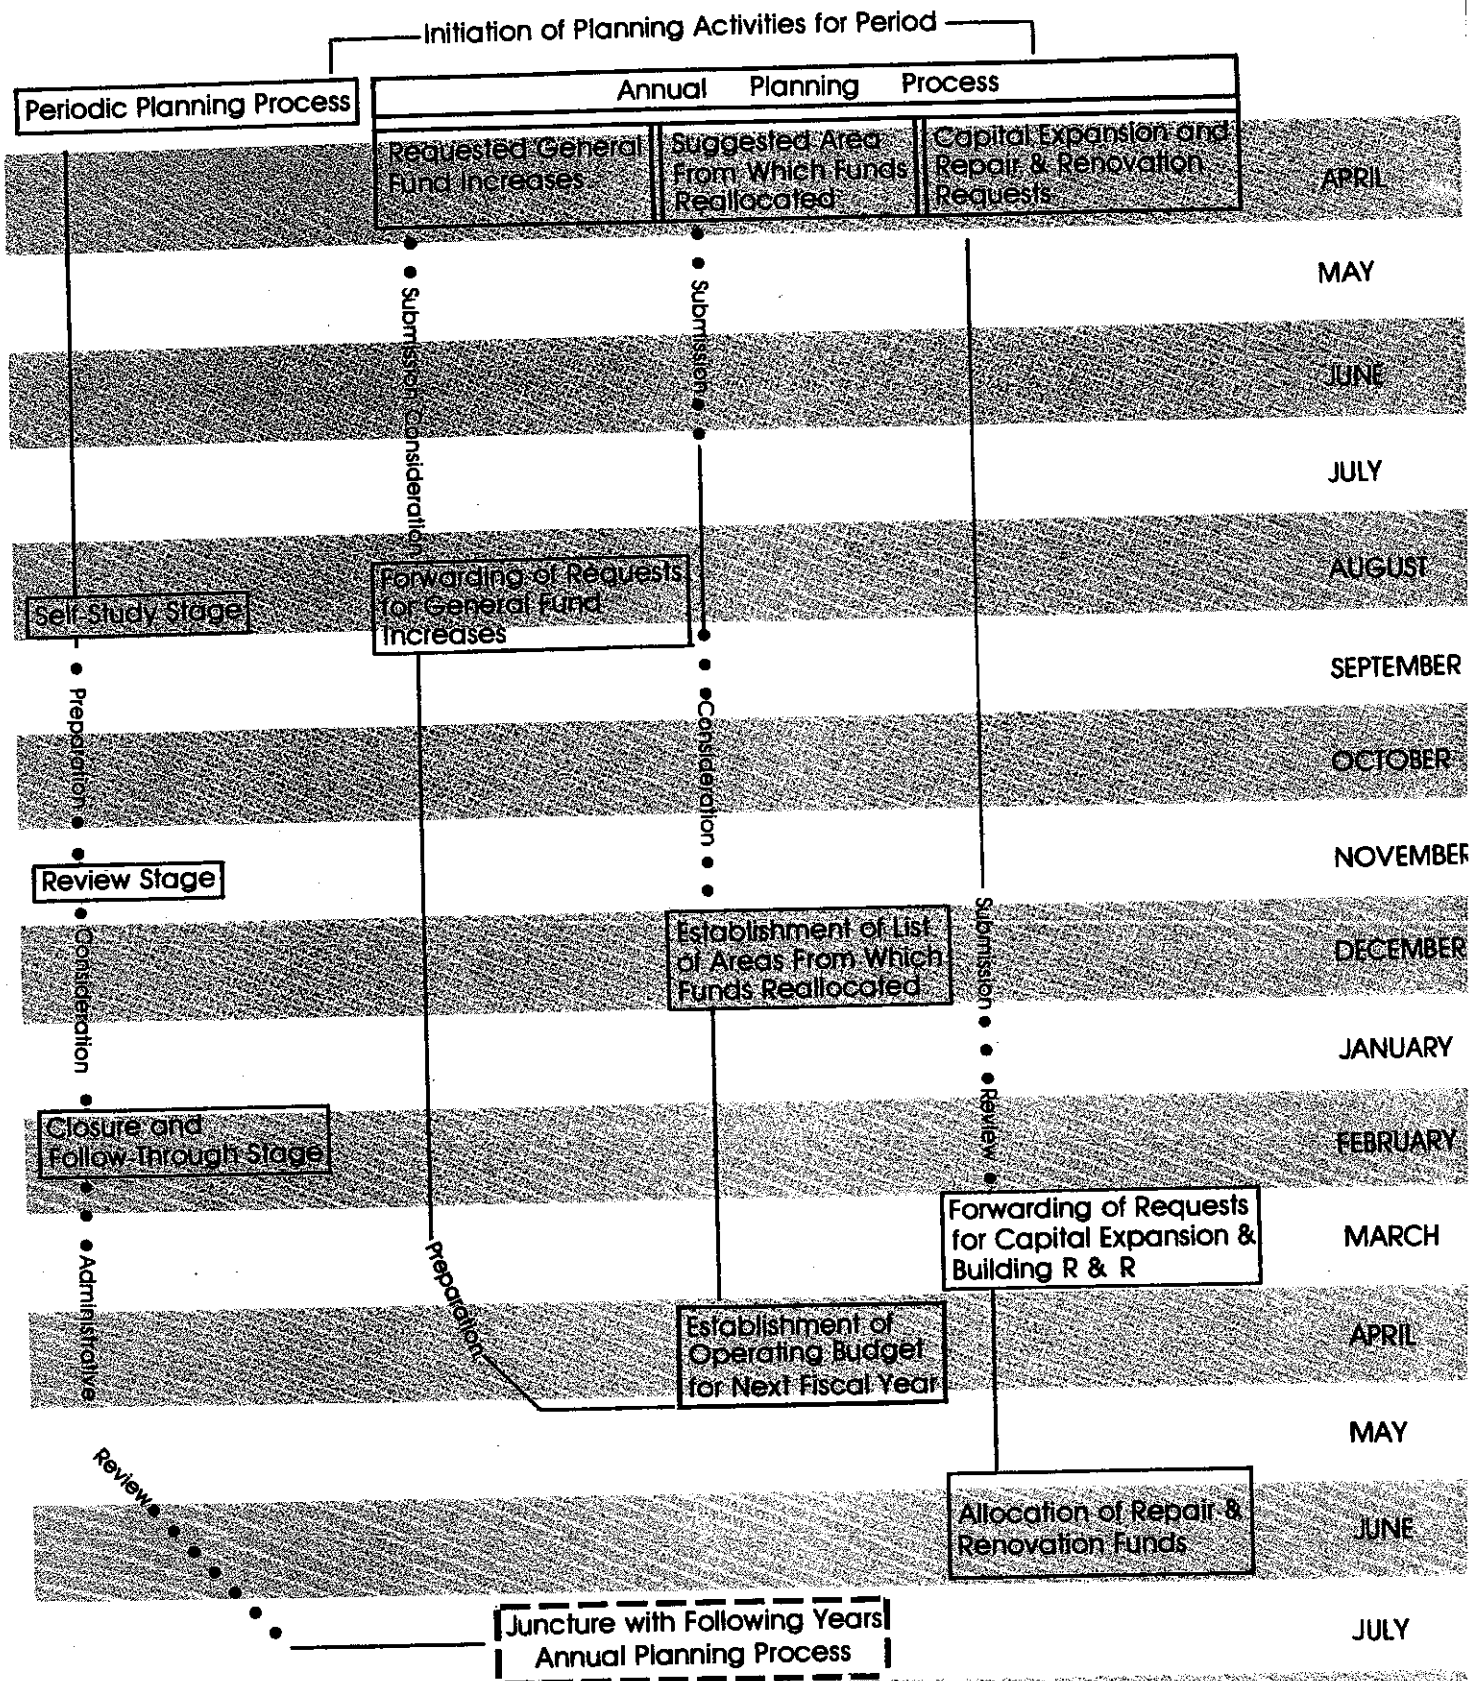 Initiation of Planning Activities for Period
Periodic Planning Process
Annual Planning Process
Requested General
Fund Increases
Suggested Area
From Which Funds
Reallocated
Capital Expansion and
Repair & Renovation
Requests
APRIL
MAY
Submission Consideration
Submission
JUNE
JULY
AUGUST
Self-Study Stage
Forwarding of Requests
for General Fund
Increases
SEPTEMBER
Preparation
Consideration
OCTOBER
NOVEMBER
Review Stage
Consideration
Establishment of List
of Areas From Which
Funds Reallocated
Submission
DECEMBER
JANUARY
Review
Closure and
Follow-Through Stage
FEBRUARY
Forwarding of Requests
for Capital Expansion &
Building R & R
MARCH
Administrative
Preparation
Establishment of
Operating Budget
for Next Fiscal Year
APRIL
MAY
Review
Allocation of Repair &
Renovation Funds
JUNE
Juncture with Following Years
Annual Planning Process
JULY